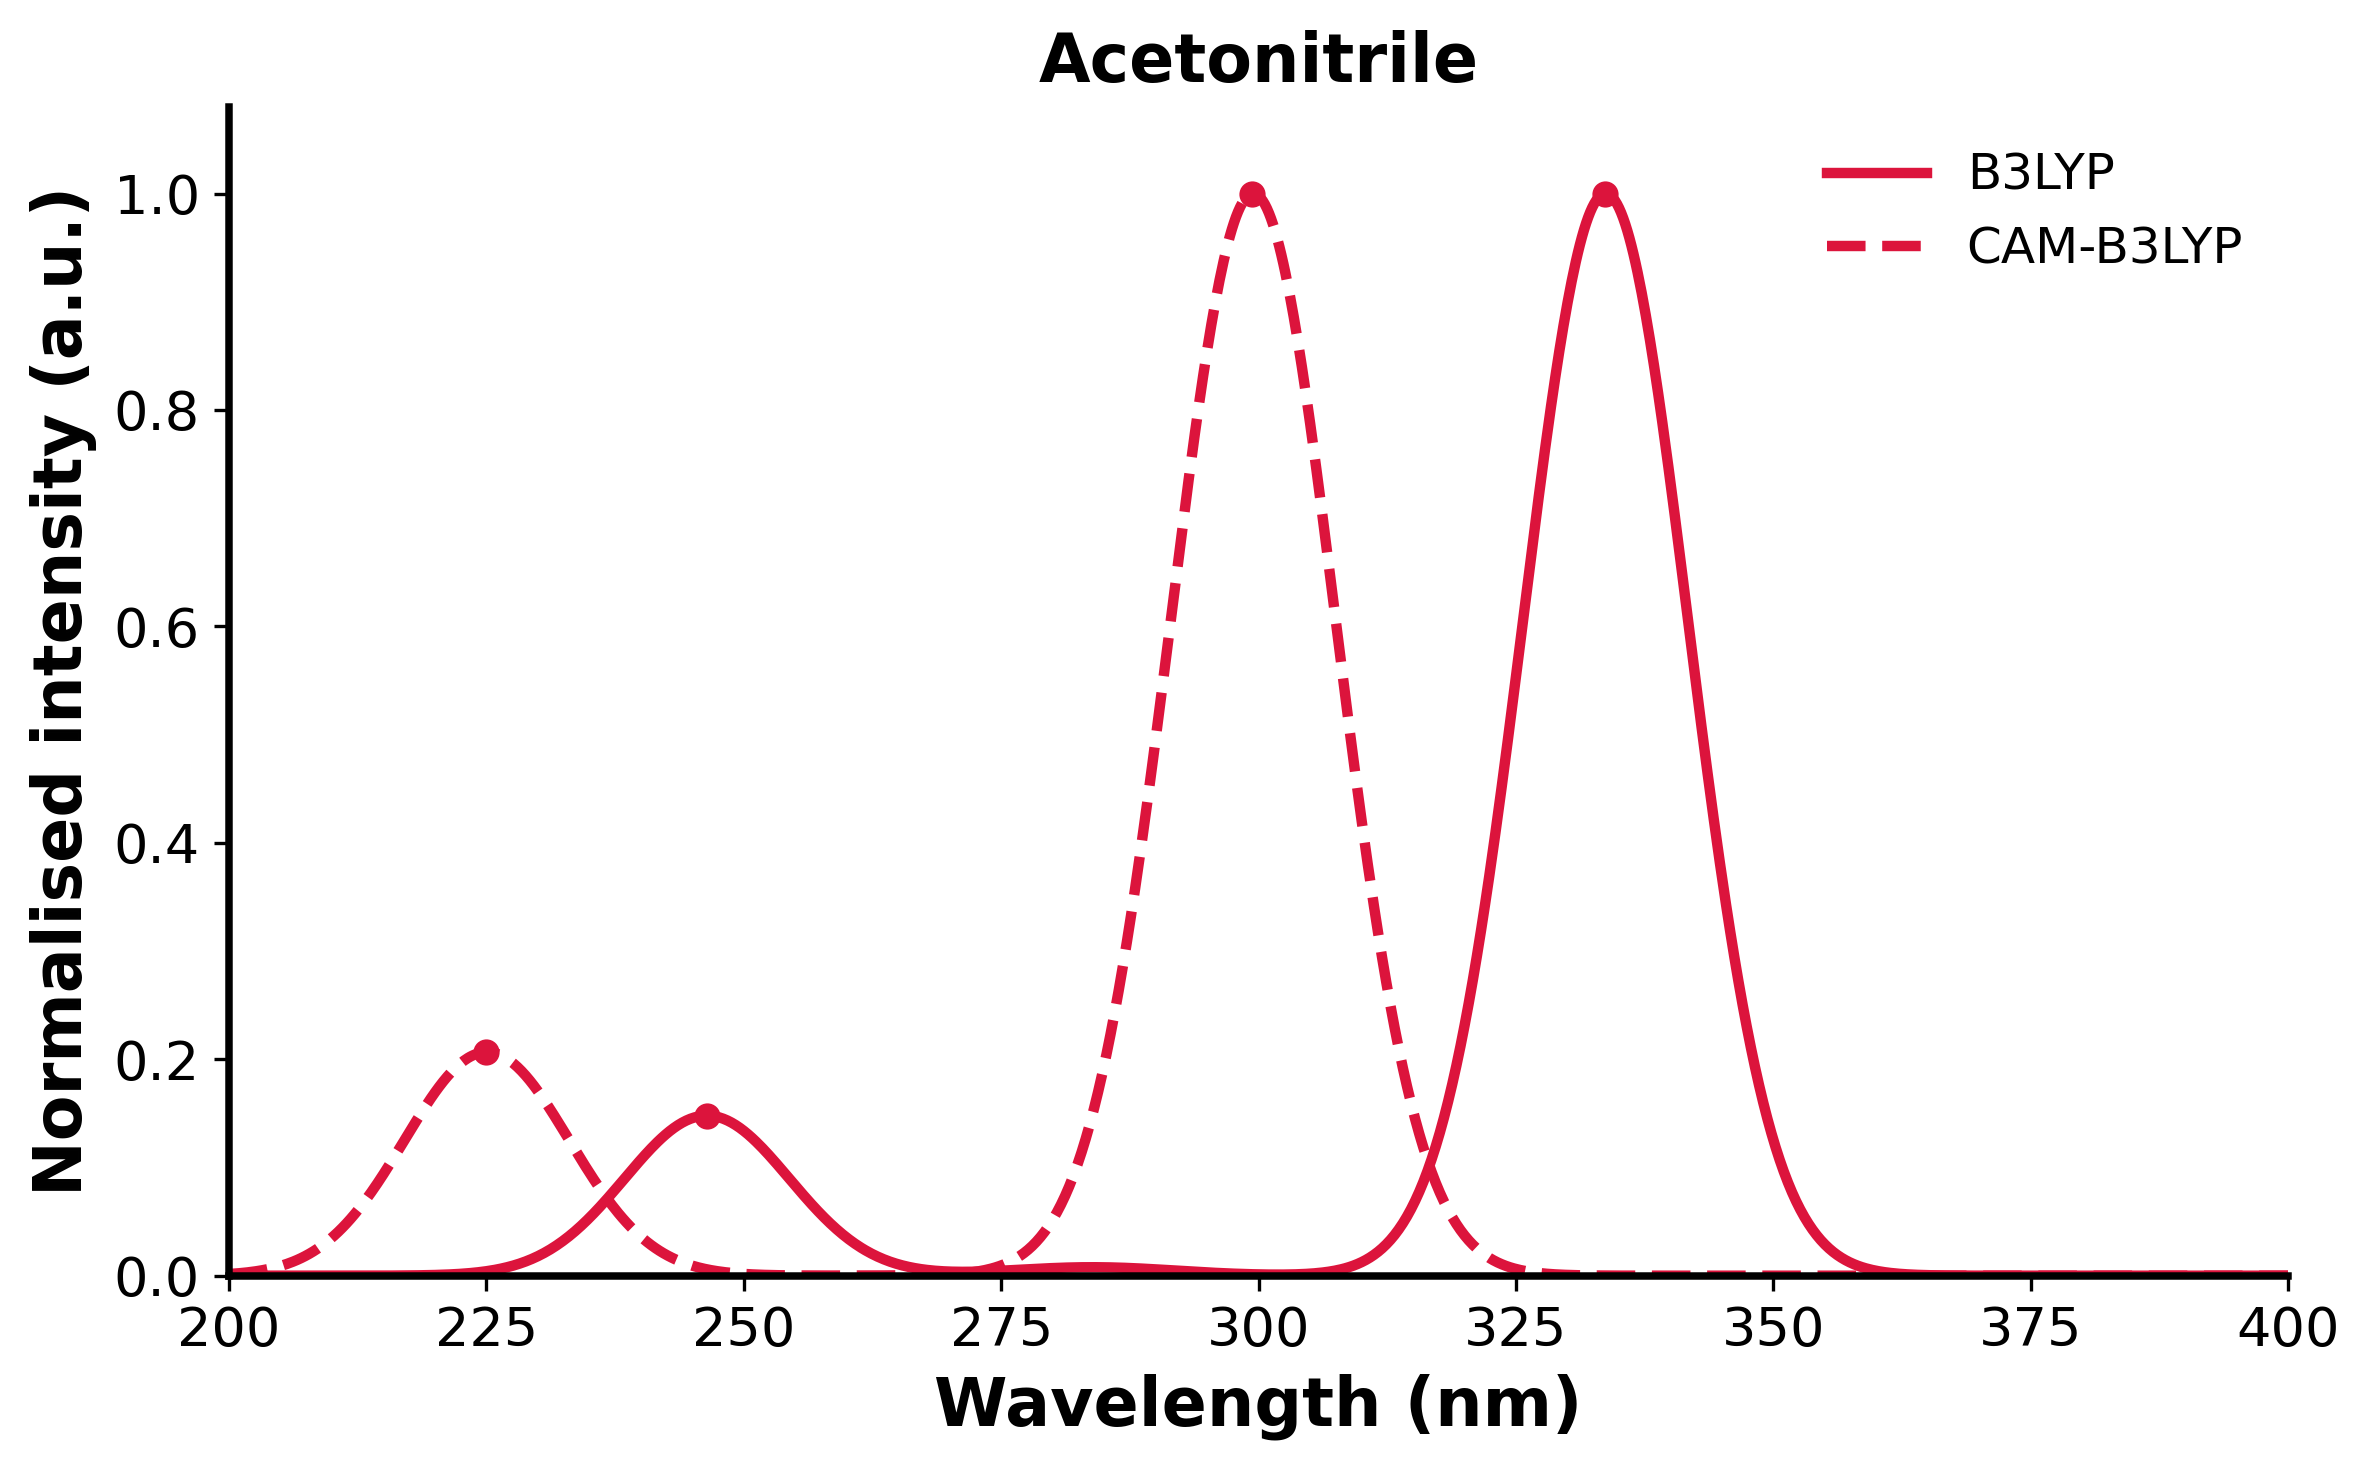 Acetonitrile
B3LYP
CAM-B3LYP
Normalised intensity (a.u.)
1.0
0.8
0.6
0.4
0.2
0.0
200 225 250 275 300 325 350 375 400
Wavelength (nm)